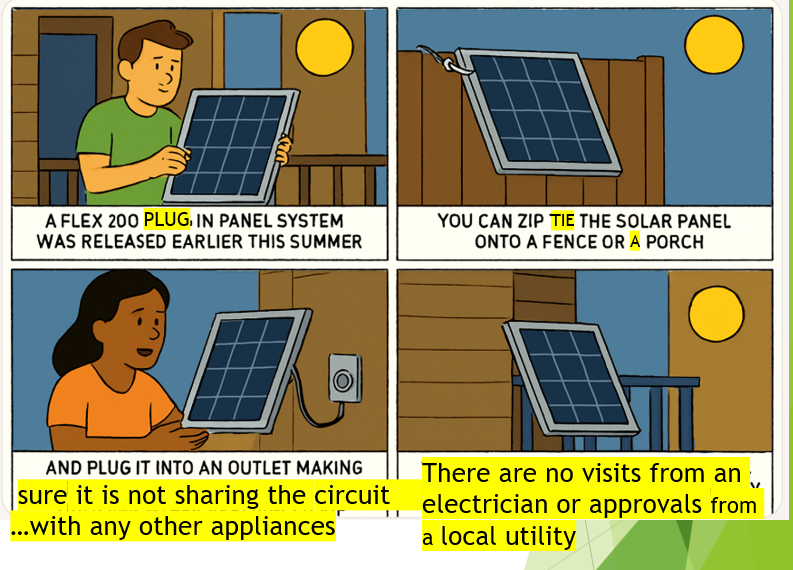 A FLEX 200 PLUG IN PANEL SYSTEM
WAS RELEASED EARLIER THIS SUMMER
YOU CAN ZIP TIE THE SOLAR PANEL
ONTO A FENCE OR A PORCH
AND PLUG IT INTO AN OUTLET MAKING
sure it is not sharing the circuit
...with any other appliances
There are no visits from an
electrician or approvals from
a local utility